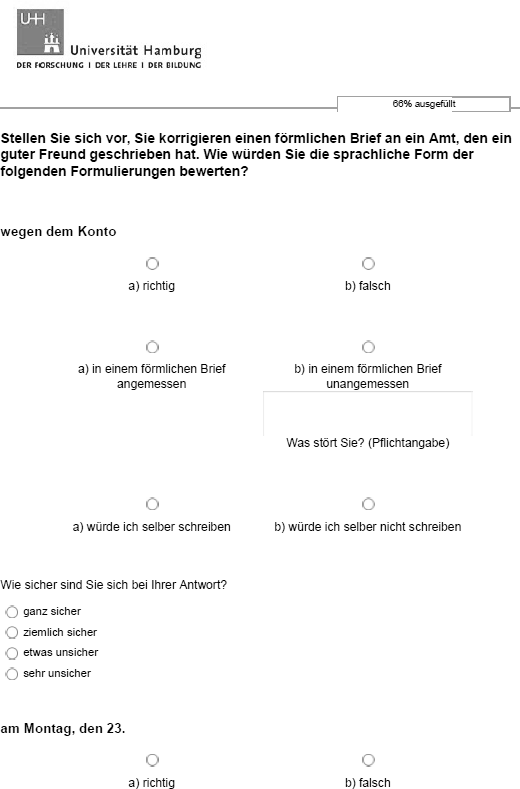 UHH
Universität Hamburg
DER FORSCHUNG | DER LEHRE | DER BILDUNG
66% ausgefüllt
Stellen Sie sich vor, Sie korrigieren einen förmlichen Brief an ein Amt, den ein
guter Freund geschrieben hat. Wie würden Sie die sprachliche Form der
folgenden Formulierungen bewerten?
wegen dem Konto
a) richtig b) falsch
a) in einem förmlichen Brief b) in einem förmlichen Brief
angemessen unangemessen
Was stört Sie? (Pflichtangabe)
a) würde ich selber schreiben b) würde ich selber nicht schreiben
Wie sicher sind Sie sich bei Ihrer Antwort?
ganz sicher
ziemlich sicher
etwas unsicher
sehr unsicher
am Montag, den 23.
a) richtig b) falsch